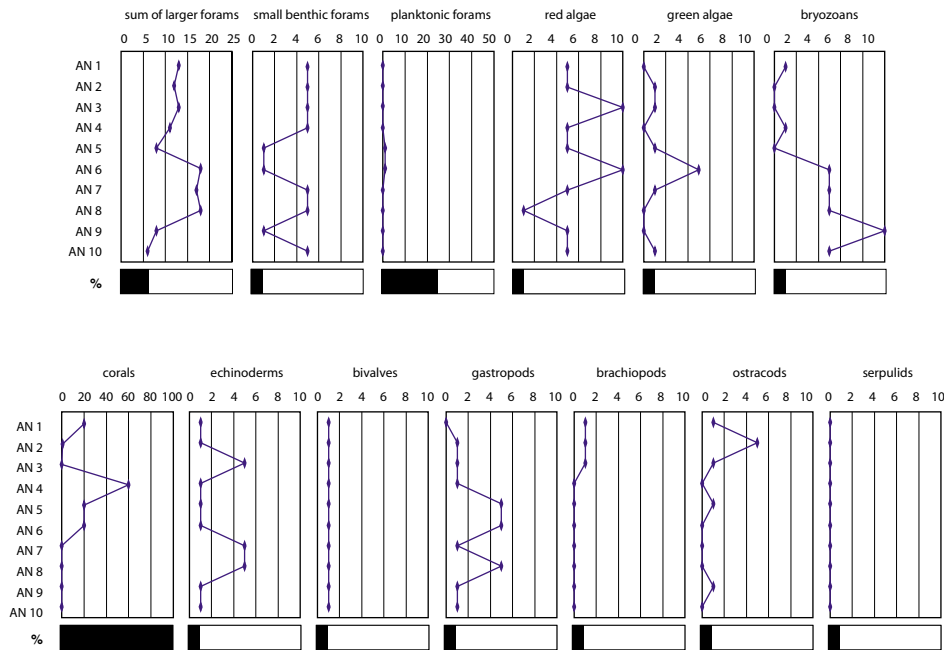 sum of larger forams small benthic forams planktonic forams red algae green algae bryozoans
0 5 10 15 20 25 0 2 4 6 8 10 0 10 20 30 40 50 0 2 4 6 8 10 0 2 4 6 8 10 0 2 4 6 8 10
AN 1
AN 2
AN 3
AN 4
AN 5
AN 6
AN 7
AN 8
AN 9
AN 10
%
corals echinoderms bivalves gastropods brachiopods ostracods serpulids
0 20 40 60 80 100 0 2 4 6 8 10 0 2 4 6 8 10 0 2 4 6 8 10 0 2 4 6 8 10 0 2 4 6 8 10 0 2 4 6 8 10
AN 1
AN 2
AN 3
AN 4
AN 5
AN 6
AN 7
AN 8
AN 9
AN 10
%